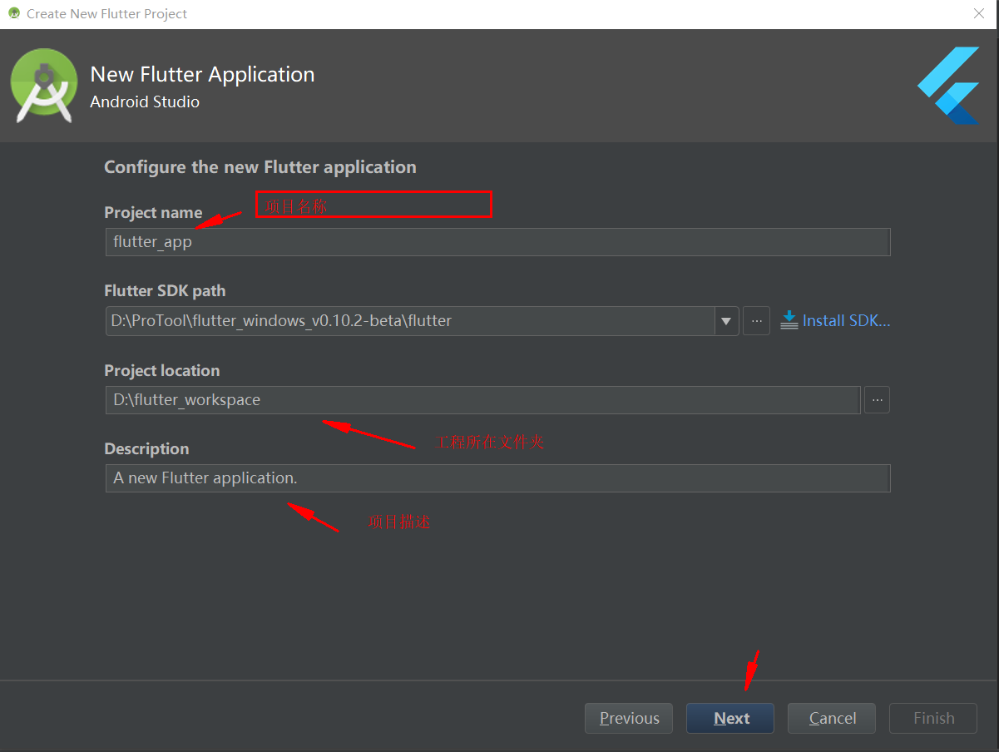 Create New Flutter Project
New Flutter Application
Android Studio
Configure the new Flutter application
Project name
项目名称
flutter_app
Flutter SDK path
D:\ProTool\flutter_windows_v0.10.2-beta\flutter
... Install SDK...
Project location
D:\flutter_workspace
...
工程所在文件夹
Description
A new Flutter application.
项目描述
Previous Next Cancel Finish